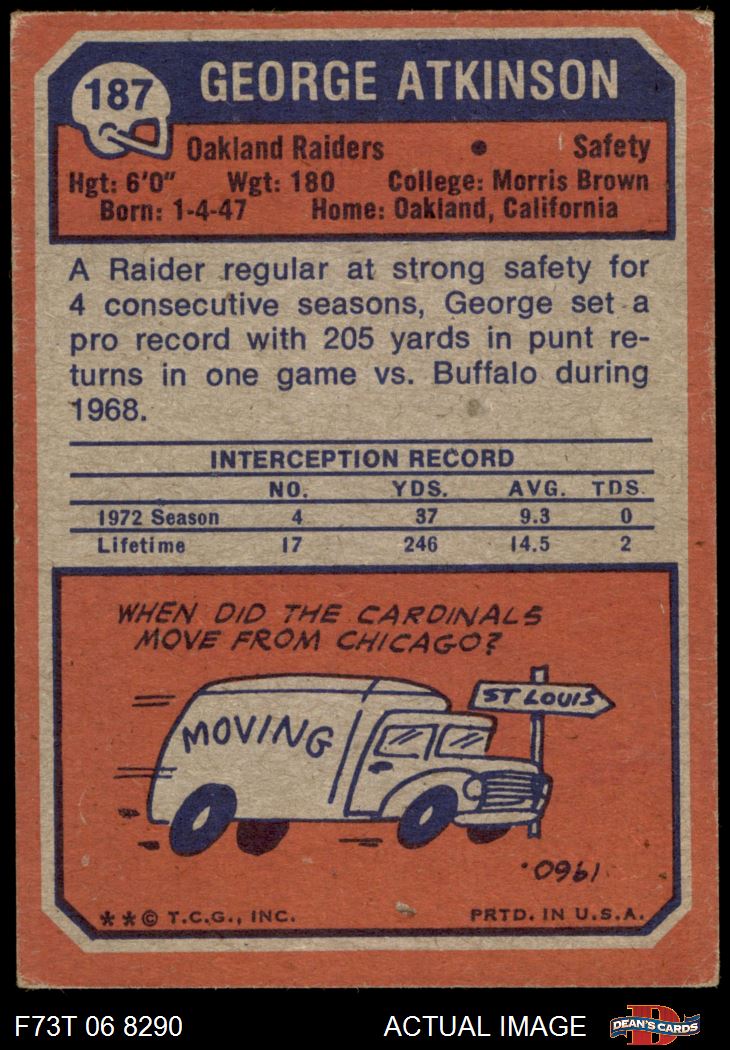 187
GEORGE ATKINSON
Oakland Raiders • Safety
Hgt: 6'0" Wgt: 180 College: Morris Brown
Born: 1-4-47 Home: Oakland, California
A Raider regular at strong safety for
4 consecutive seasons, George set a
pro record with 205 yards in punt re-
turns in one game vs. Buffalo during
1968.
INTERCEPTION RECORD
NO. YDS. AVG. TDS.
1972 Season 4 37 9.3 0
Lifetime 17 246 14.5 2
WHEN DID THE CARDINALS
MOVE FROM CHICAGO?
ST LOUIS
MOVING
1960.
**© T.C.G., INC. PRTD. IN U.S.A.
F73T 06 8290 ACTUAL IMAGE
D
DEAN'S CARDS